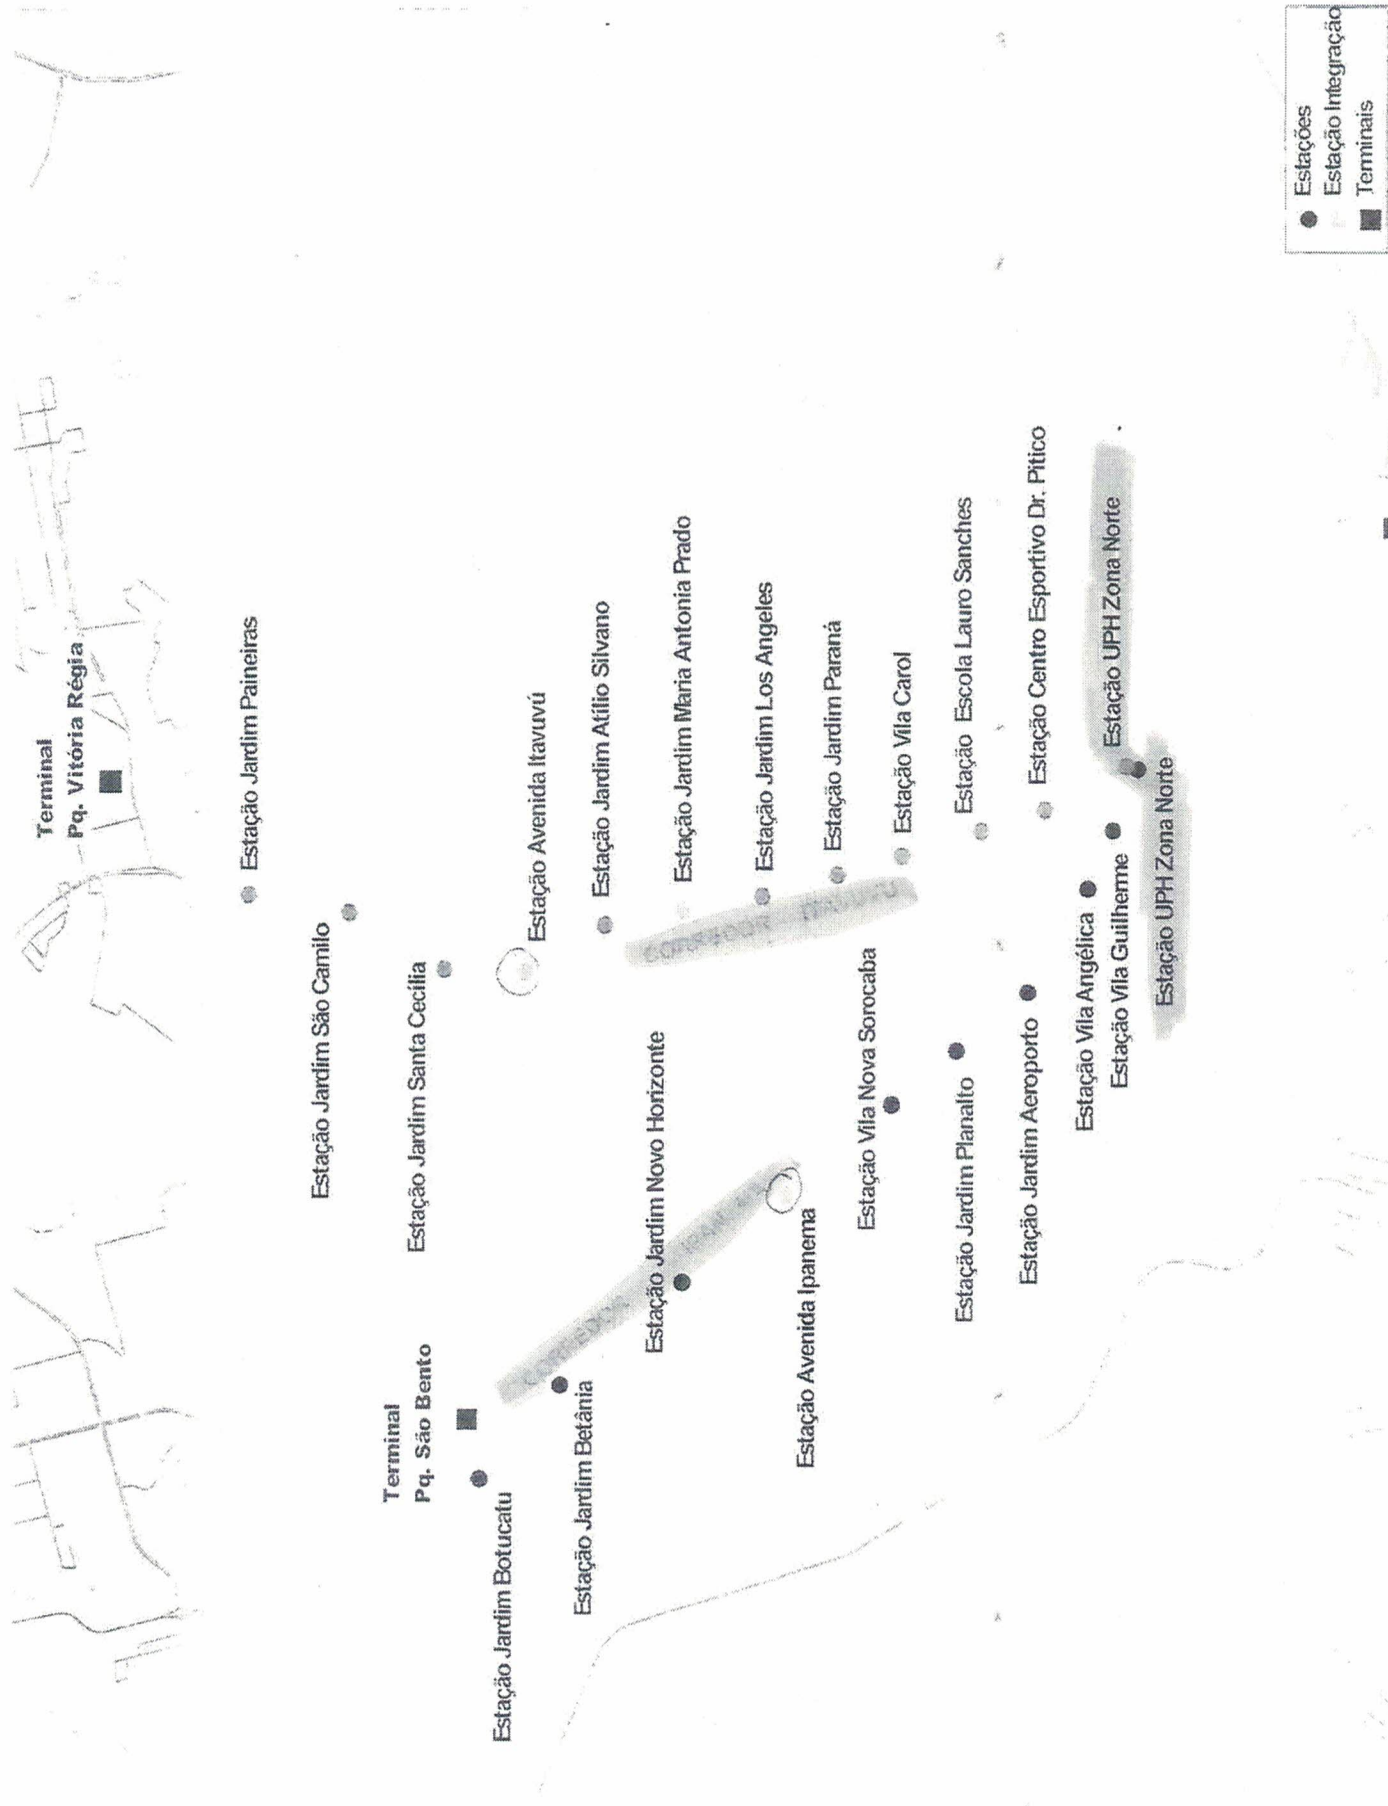 Terminal
Pq. Vitória Régia
Estação Jardim Paineiras
Estação Jardim São Camilo
Estação Jardim Santa Cecília
Terminal
Pq. São Bento
Estação Jardim Botucatu
Estação Avenida Itavuvú
Estação Jardim Betânia
Estação Jardim Atílio Silvano
Estação Jardim Novo Horizonte
Estação Jardim Maria Antonia Prado
CORREDOR ITAVUVU
CORREDOR
Estação Jardim Los Angeles
Estação Avenida Ipanema
Estação Jardim Paraná
Estação Vila Nova Sorocaba
Estação Vila Carol
Estação Jardim Planalto
Estação Escola Lauro Sanches
Estação Jardim Aeroporto
Estação Centro Esportivo Dr. Pitico
Estação Vila Angélica
Estação Vila Guilherme
Estação UPH Zona Norte
Estação UPH Zona Norte
Estações
Estação Integração
Terminais